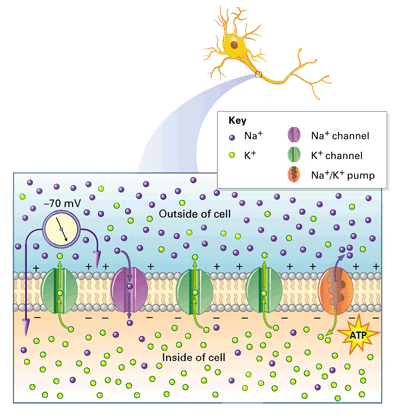 Key
Na+ Na+ channel
K+ K+ channel
Na+/K+ pump
–70 mV
Outside of cell
+ + + + + + + +
– – – – – – – –
ATP
Inside of cell